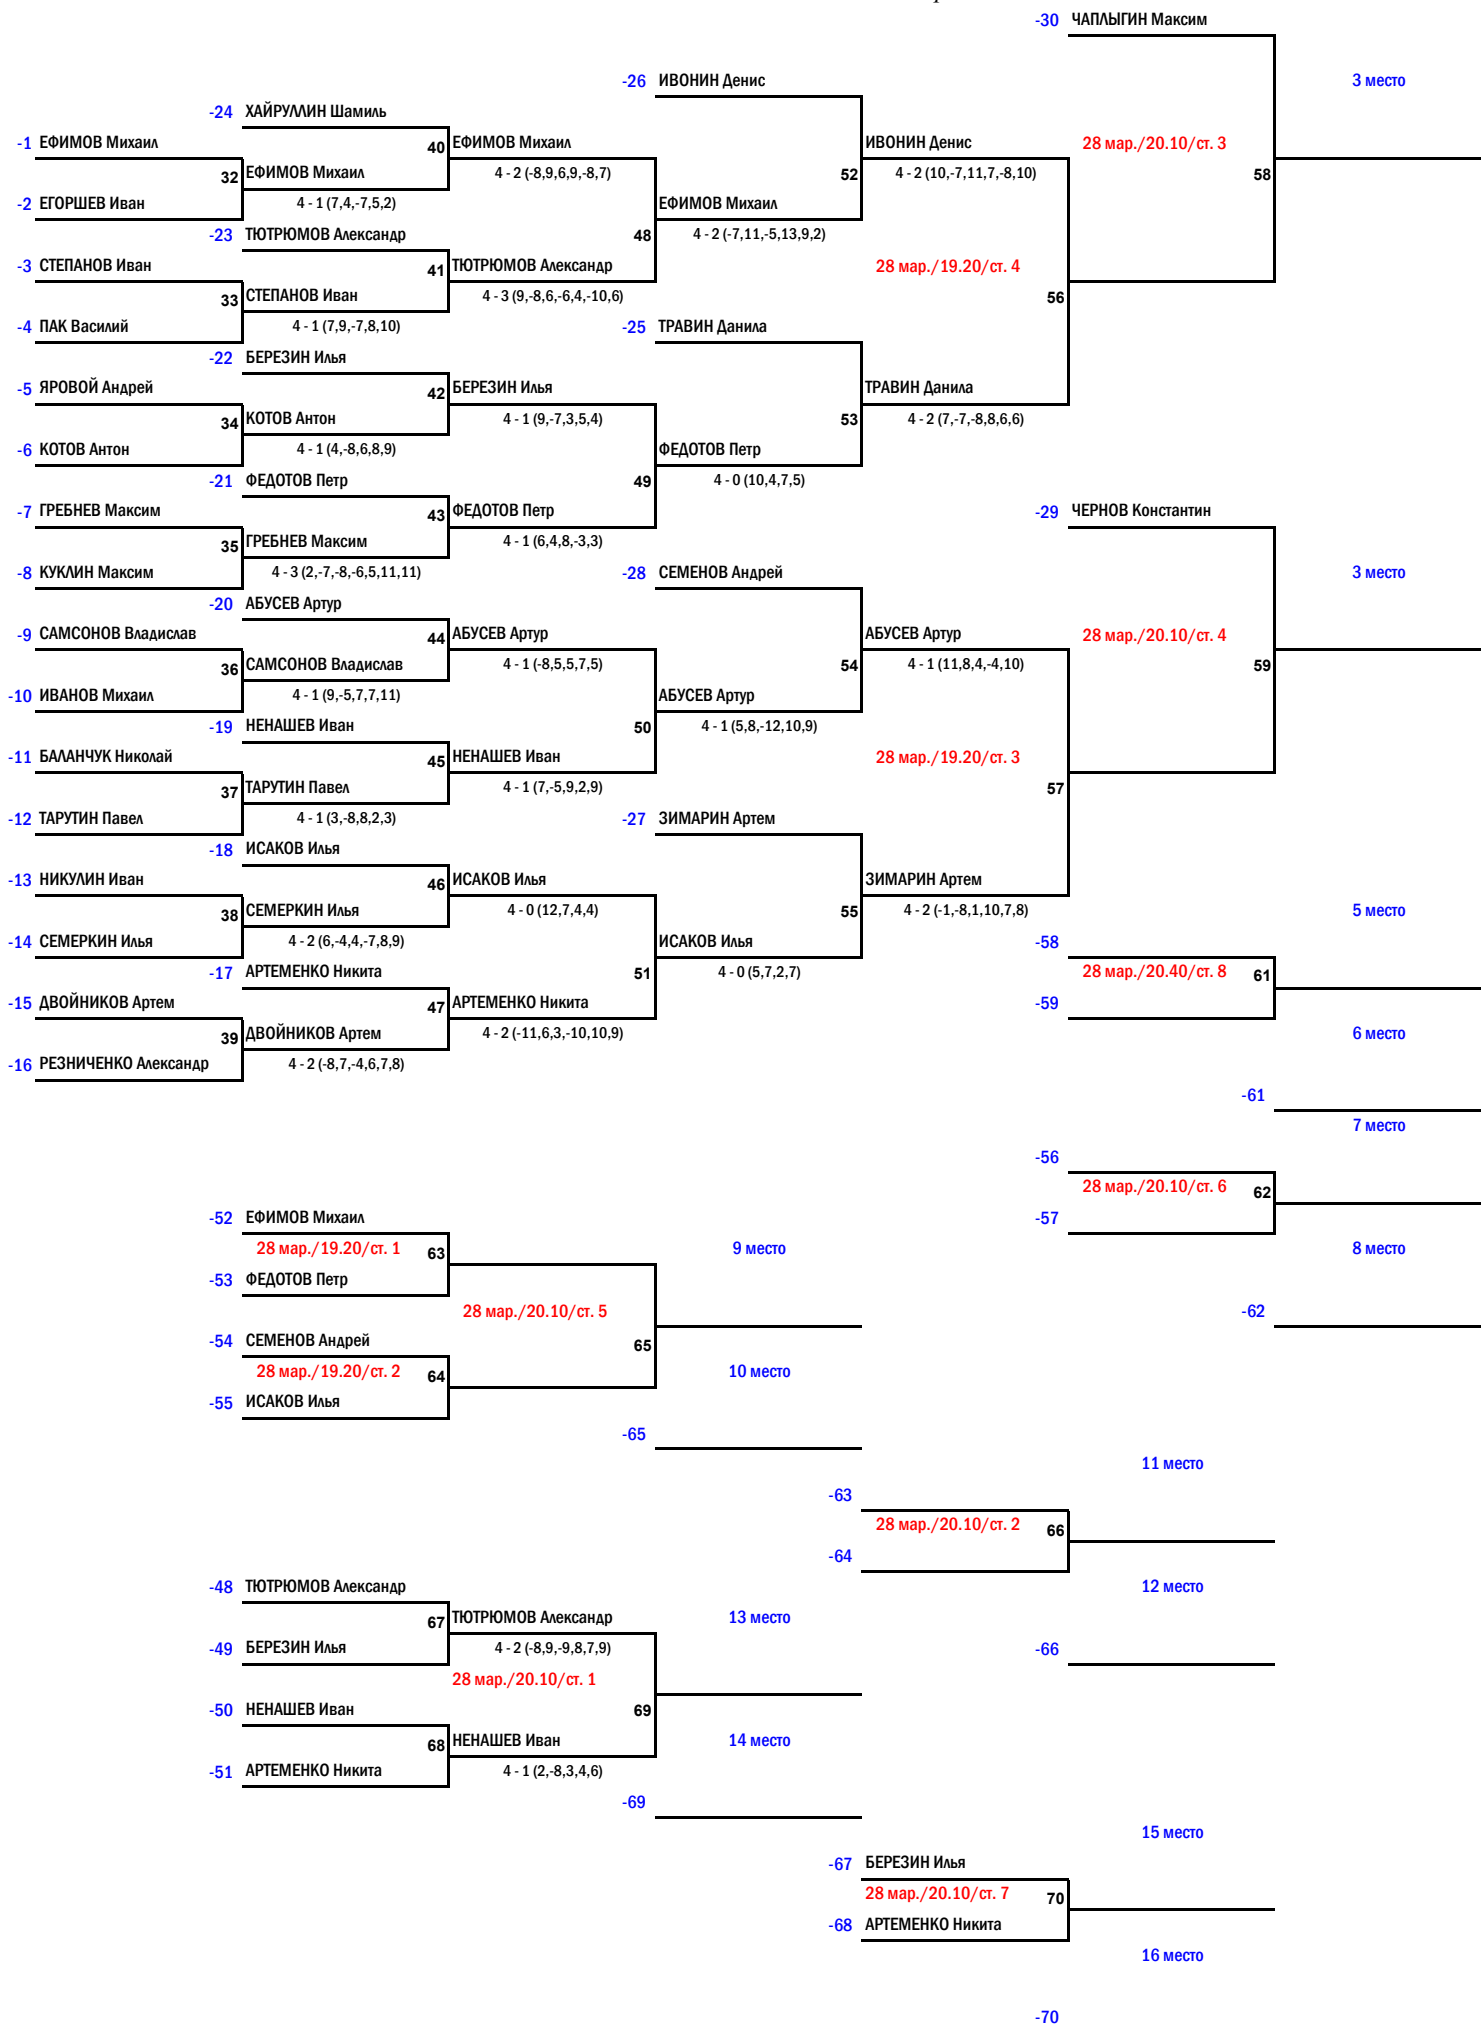 -30 ЧАПЛЫГИН Максим
-26 ИВОНИН Денис
3 место
-24 ХАЙРУЛЛИН Шамиль
-1 ЕФИМОВ Михаил
40 ЕФИМОВ Михаил
ИВОНИН Денис
28 мар./20.10/ст. 3
32 ЕФИМОВ Михаил
4 - 2 (-8,9,6,9,-8,7)
52
4 - 2 (10,-7,11,7,-8,10)
58
-2 ЕГОРШЕВ Иван
4 - 1 (7,4,-7,5,2)
ЕФИМОВ Михаил
-23 ТЮТРЮМОВ Александр
48
4 - 2 (-7,11,-5,13,9,2)
-3 СТЕПАНОВ Иван
41 ТЮТРЮМОВ Александр
28 мар./19.20/ст. 4
33 СТЕПАНОВ Иван
4 - 3 (9,-8,6,-6,4,-10,6)
56
-4 ПАК Василий
4 - 1 (7,9,-7,8,10)
-25 ТРАВИН Данила
-22 БЕРЕЗИН Илья
-5 ЯРОВОЙ Андрей
42 БЕРЕЗИН Илья
ТРАВИН Данила
34 КОТОВ Антон
4 - 1 (9,-7,3,5,4)
53
4 - 2 (7,-7,-8,8,6,6)
-6 КОТОВ Антон
4 - 1 (4,-8,6,8,9)
ФЕДОТОВ Петр
-21 ФЕДОТОВ Петр
49
4 - 0 (10,4,7,5)
-7 ГРЕБНЕВ Максим
43 ФЕДОТОВ Петр
-29 ЧЕРНОВ Константин
35 ГРЕБНЕВ Максим
4 - 1 (6,4,8,-3,3)
-8 КУКЛИН Максим
4 - 3 (2,-7,-8,-6,5,11,11)
-28 СЕМЕНОВ Андрей
3 место
-20 АБУСЕВ Артур
-9 САМСОНОВ Владислав
44 АБУСЕВ Артур
АБУСЕВ Артур
28 мар./20.10/ст. 4
36 САМСОНОВ Владислав
4 - 1 (-8,5,5,7,5)
54
4 - 1 (11,8,4,-4,10)
59
-10 ИВАНОВ Михаил
4 - 1 (9,-5,7,7,11)
АБУСЕВ Артур
-19 НЕНАШЕВ Иван
50
4 - 1 (5,8,-12,10,9)
-11 БАЛАНЧУК Николай
45 НЕНАШЕВ Иван
28 мар./19.20/ст. 3
37 ТАРУТИН Павел
4 - 1 (7,-5,9,2,9)
57
-12 ТАРУТИН Павел
4 - 1 (3,-8,8,2,3)
-27 ЗИМАРИН Артем
-18 ИСАКОВ Илья
-13 НИКУЛИН Иван
46 ИСАКОВ Илья
ЗИМАРИН Артем
38 СЕМЕРКИН Илья
4 - 0 (12,7,4,4)
55
4 - 2 (-1,-8,1,10,7,8)
5 место
-14 СЕМЕРКИН Илья
4 - 2 (6,-4,4,-7,8,9)
ИСАКОВ Илья
-58
-17 АРТЕМЕНКО Никита
51
4 - 0 (5,7,2,7)
28 мар./20.40/ст. 8
61
-15 ДВОЙНИКОВ Артем
47 АРТЕМЕНКО Никита
-59
39 ДВОЙНИКОВ Артем
4 - 2 (-11,6,3,-10,10,9)
6 место
-16 РЕЗНИЧЕНКО Александр
4 - 2 (-8,7,-4,6,7,8)
-61
7 место
-56
28 мар./20.10/ст. 6
62
-52 ЕФИМОВ Михаил
-57
28 мар./19.20/ст. 1
63
9 место
8 место
-53 ФЕДОТОВ Петр
28 мар./20.10/ст. 5
-62
-54 СЕМЕНОВ Андрей
65
28 мар./19.20/ст. 2
64
10 место
-55 ИСАКОВ Илья
-65
11 место
-63
28 мар./20.10/ст. 2
66
-64
-48 ТЮТРЮМОВ Александр
12 место
67 ТЮТРЮМОВ Александр
13 место
-49 БЕРЕЗИН Илья
4 - 2 (-8,9,-9,8,7,9)
-66
28 мар./20.10/ст. 1
-50 НЕНАШЕВ Иван
69
68 НЕНАШЕВ Иван
14 место
-51 АРТЕМЕНКО Никита
4 - 1 (2,-8,3,4,6)
-69
15 место
-67 БЕРЕЗИН Илья
28 мар./20.10/ст. 7
70
-68 АРТЕМЕНКО Никита
16 место
-70